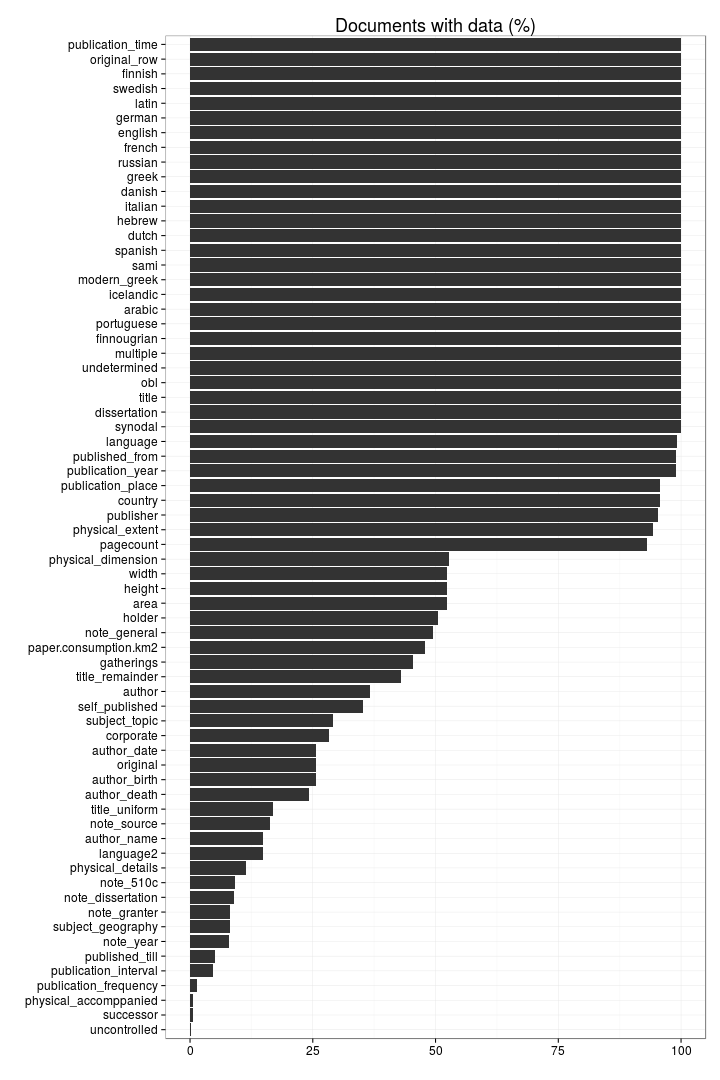 Documents with data (%)
publication_time
original_row
finnish
swedish
latin
german
english
french
russian
greek
danish
italian
hebrew
dutch
spanish
sami
modern_greek
icelandic
arabic
portuguese
finnougrian
multiple
undetermined
obl
title
dissertation
synodal
language
published_from
publication_year
publication_place
country
publisher
physical_extent
pagecount
physical_dimension
width
height
area
holder
note_general
paper.consumption.km2
gatherings
title_remainder
author
self_published
subject_topic
corporate
author_date
original
author_birth
author_death
title_uniform
note_source
author_name
language2
physical_details
note_510c
note_dissertation
note_granter
subject_geography
note_year
published_till
publication_interval
publication_frequency
physical_accomppanied
successor
uncontrolled
0 25 50 75 100